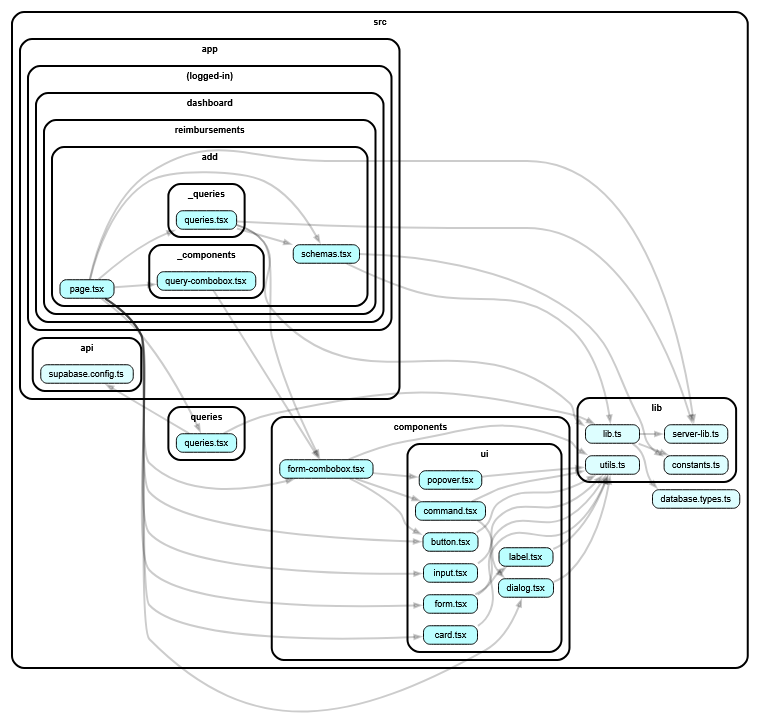 src
app
(logged-in)
dashboard
reimbursements
add
_queries
queries.tsx
_components
query-combobox.tsx
schemas.tsx
page.tsx
api
supabase.config.ts
queries
queries.tsx
components
form-combobox.tsx
ui
popover.tsx
command.tsx
button.tsx
input.tsx
form.tsx
card.tsx
label.tsx
dialog.tsx
lib
lib.ts
server-lib.ts
utils.ts
constants.ts
database.types.ts